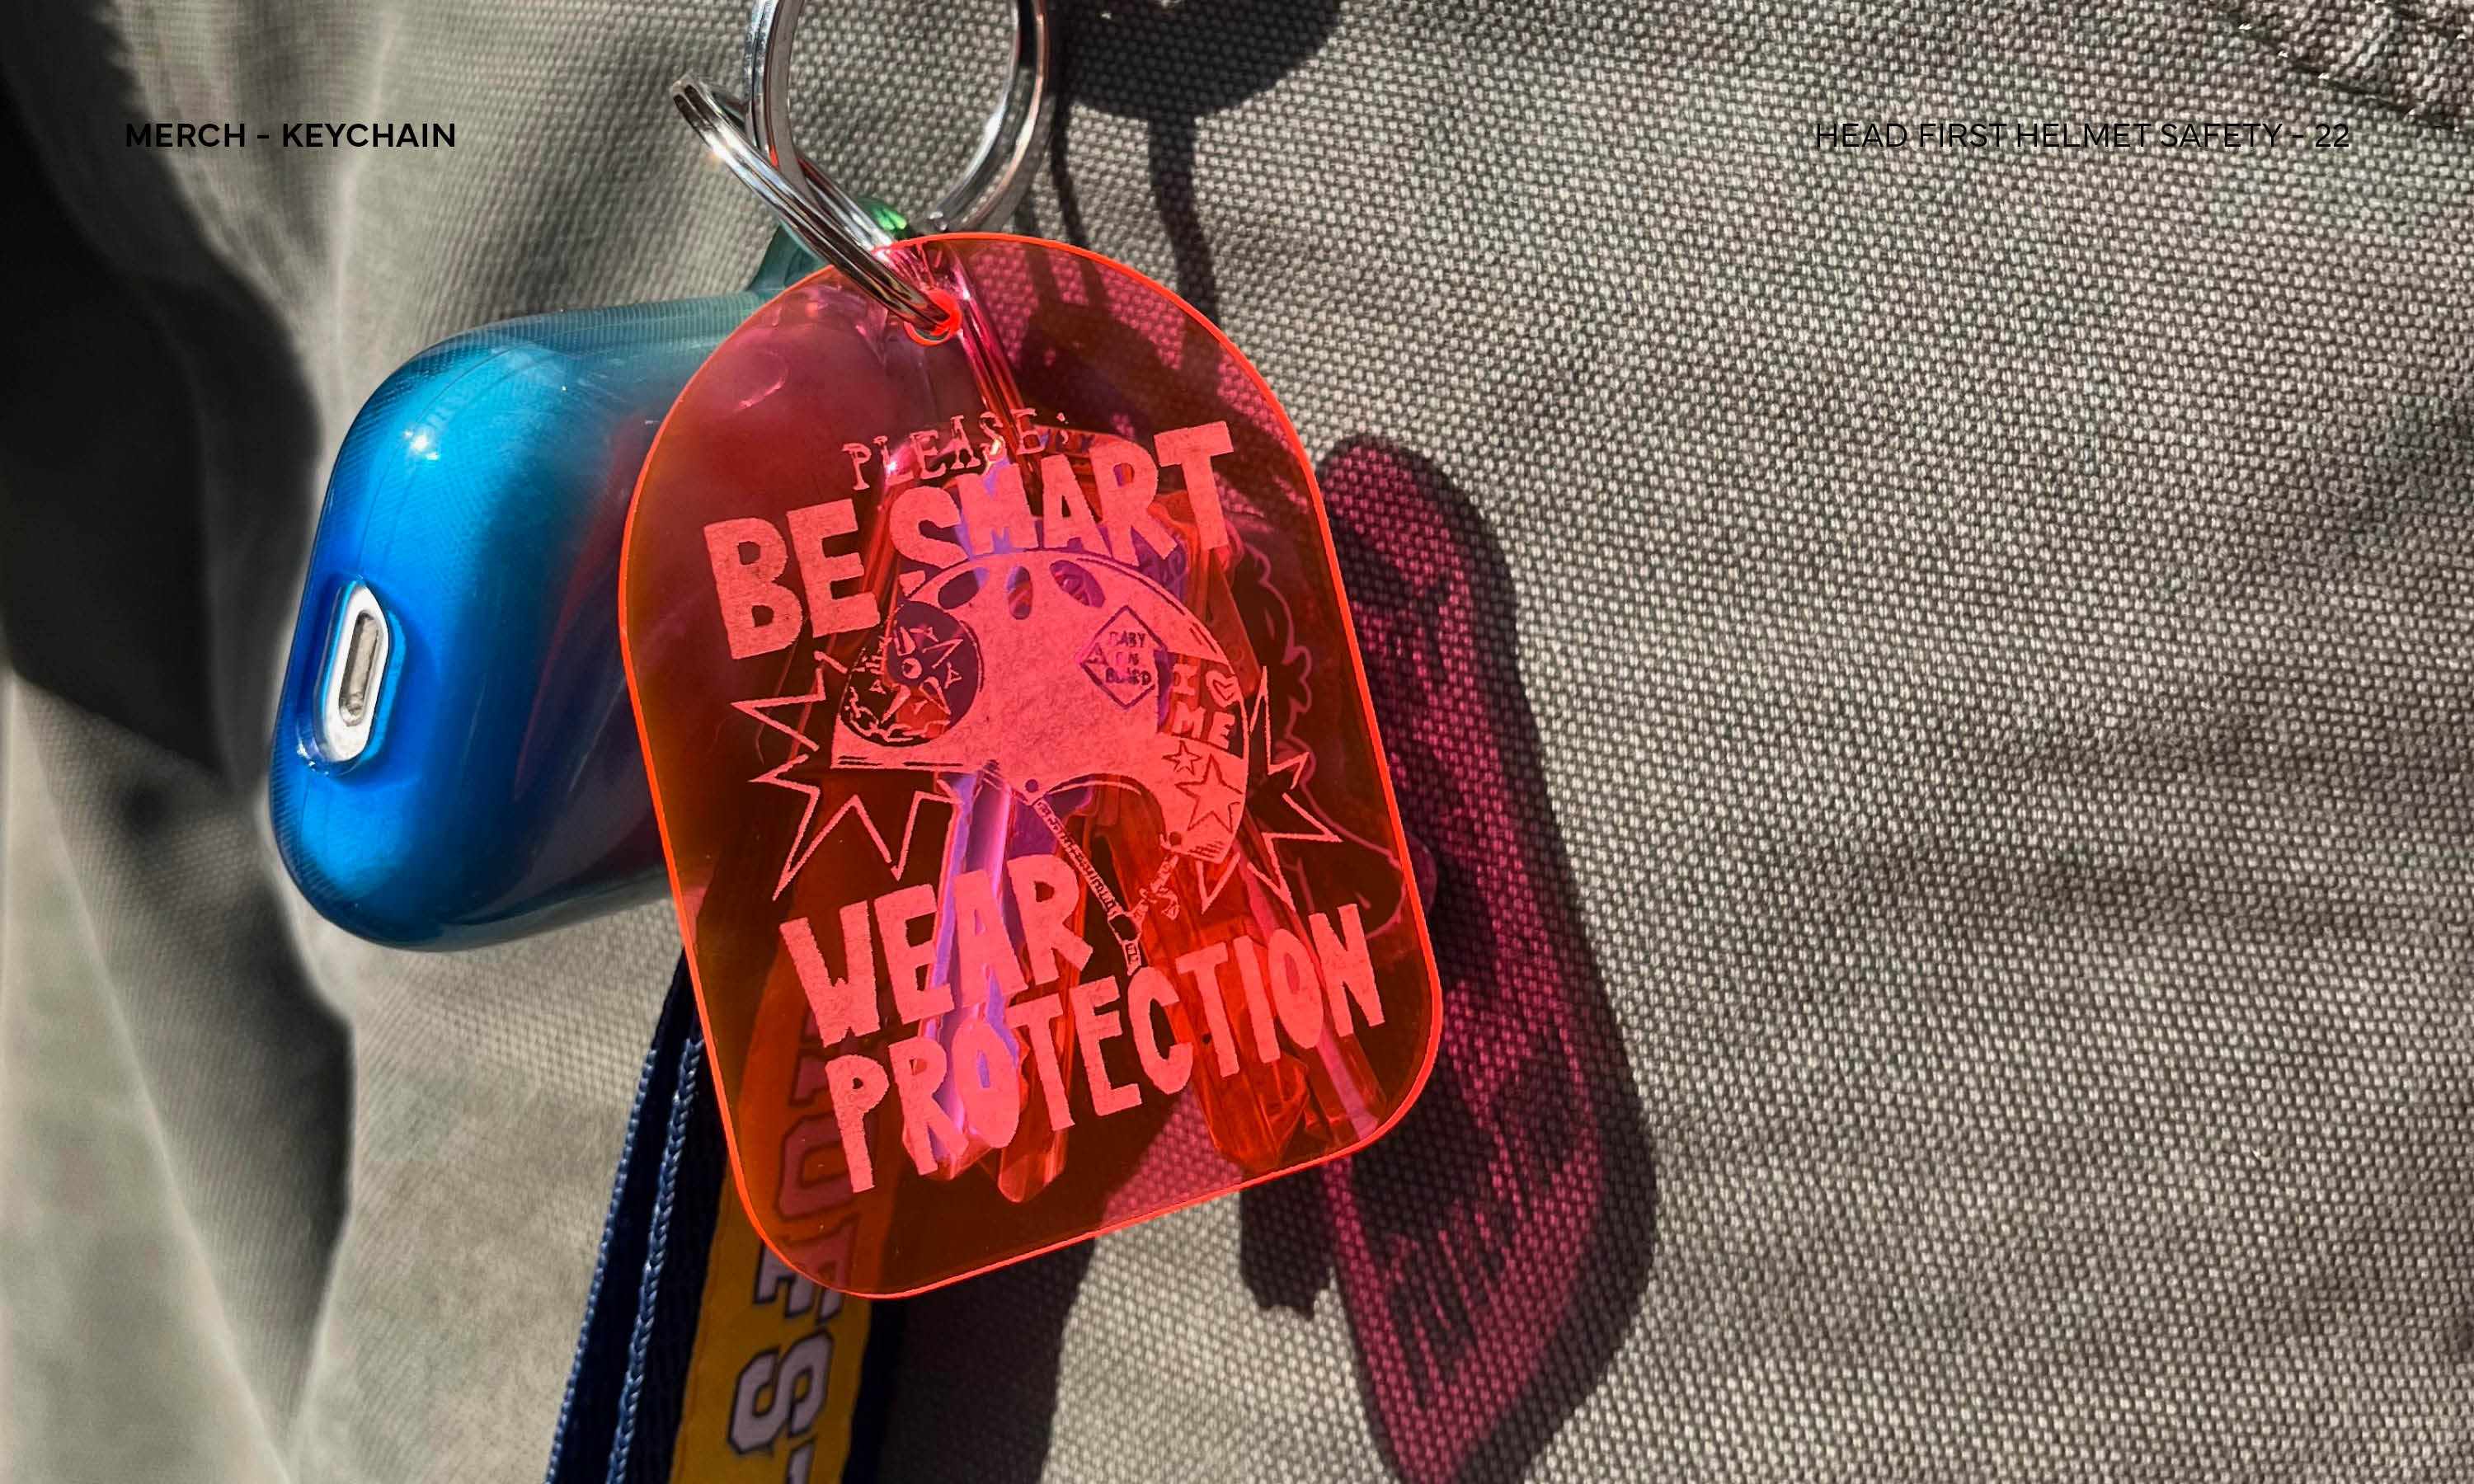 MERCH - KEYCHAIN
HEAD FIRST HELMET SAFETY - 22
PLEASE:
BE SMART
BABY
ON
BOARD
I ♡
ME
WEAR
PROTECTION